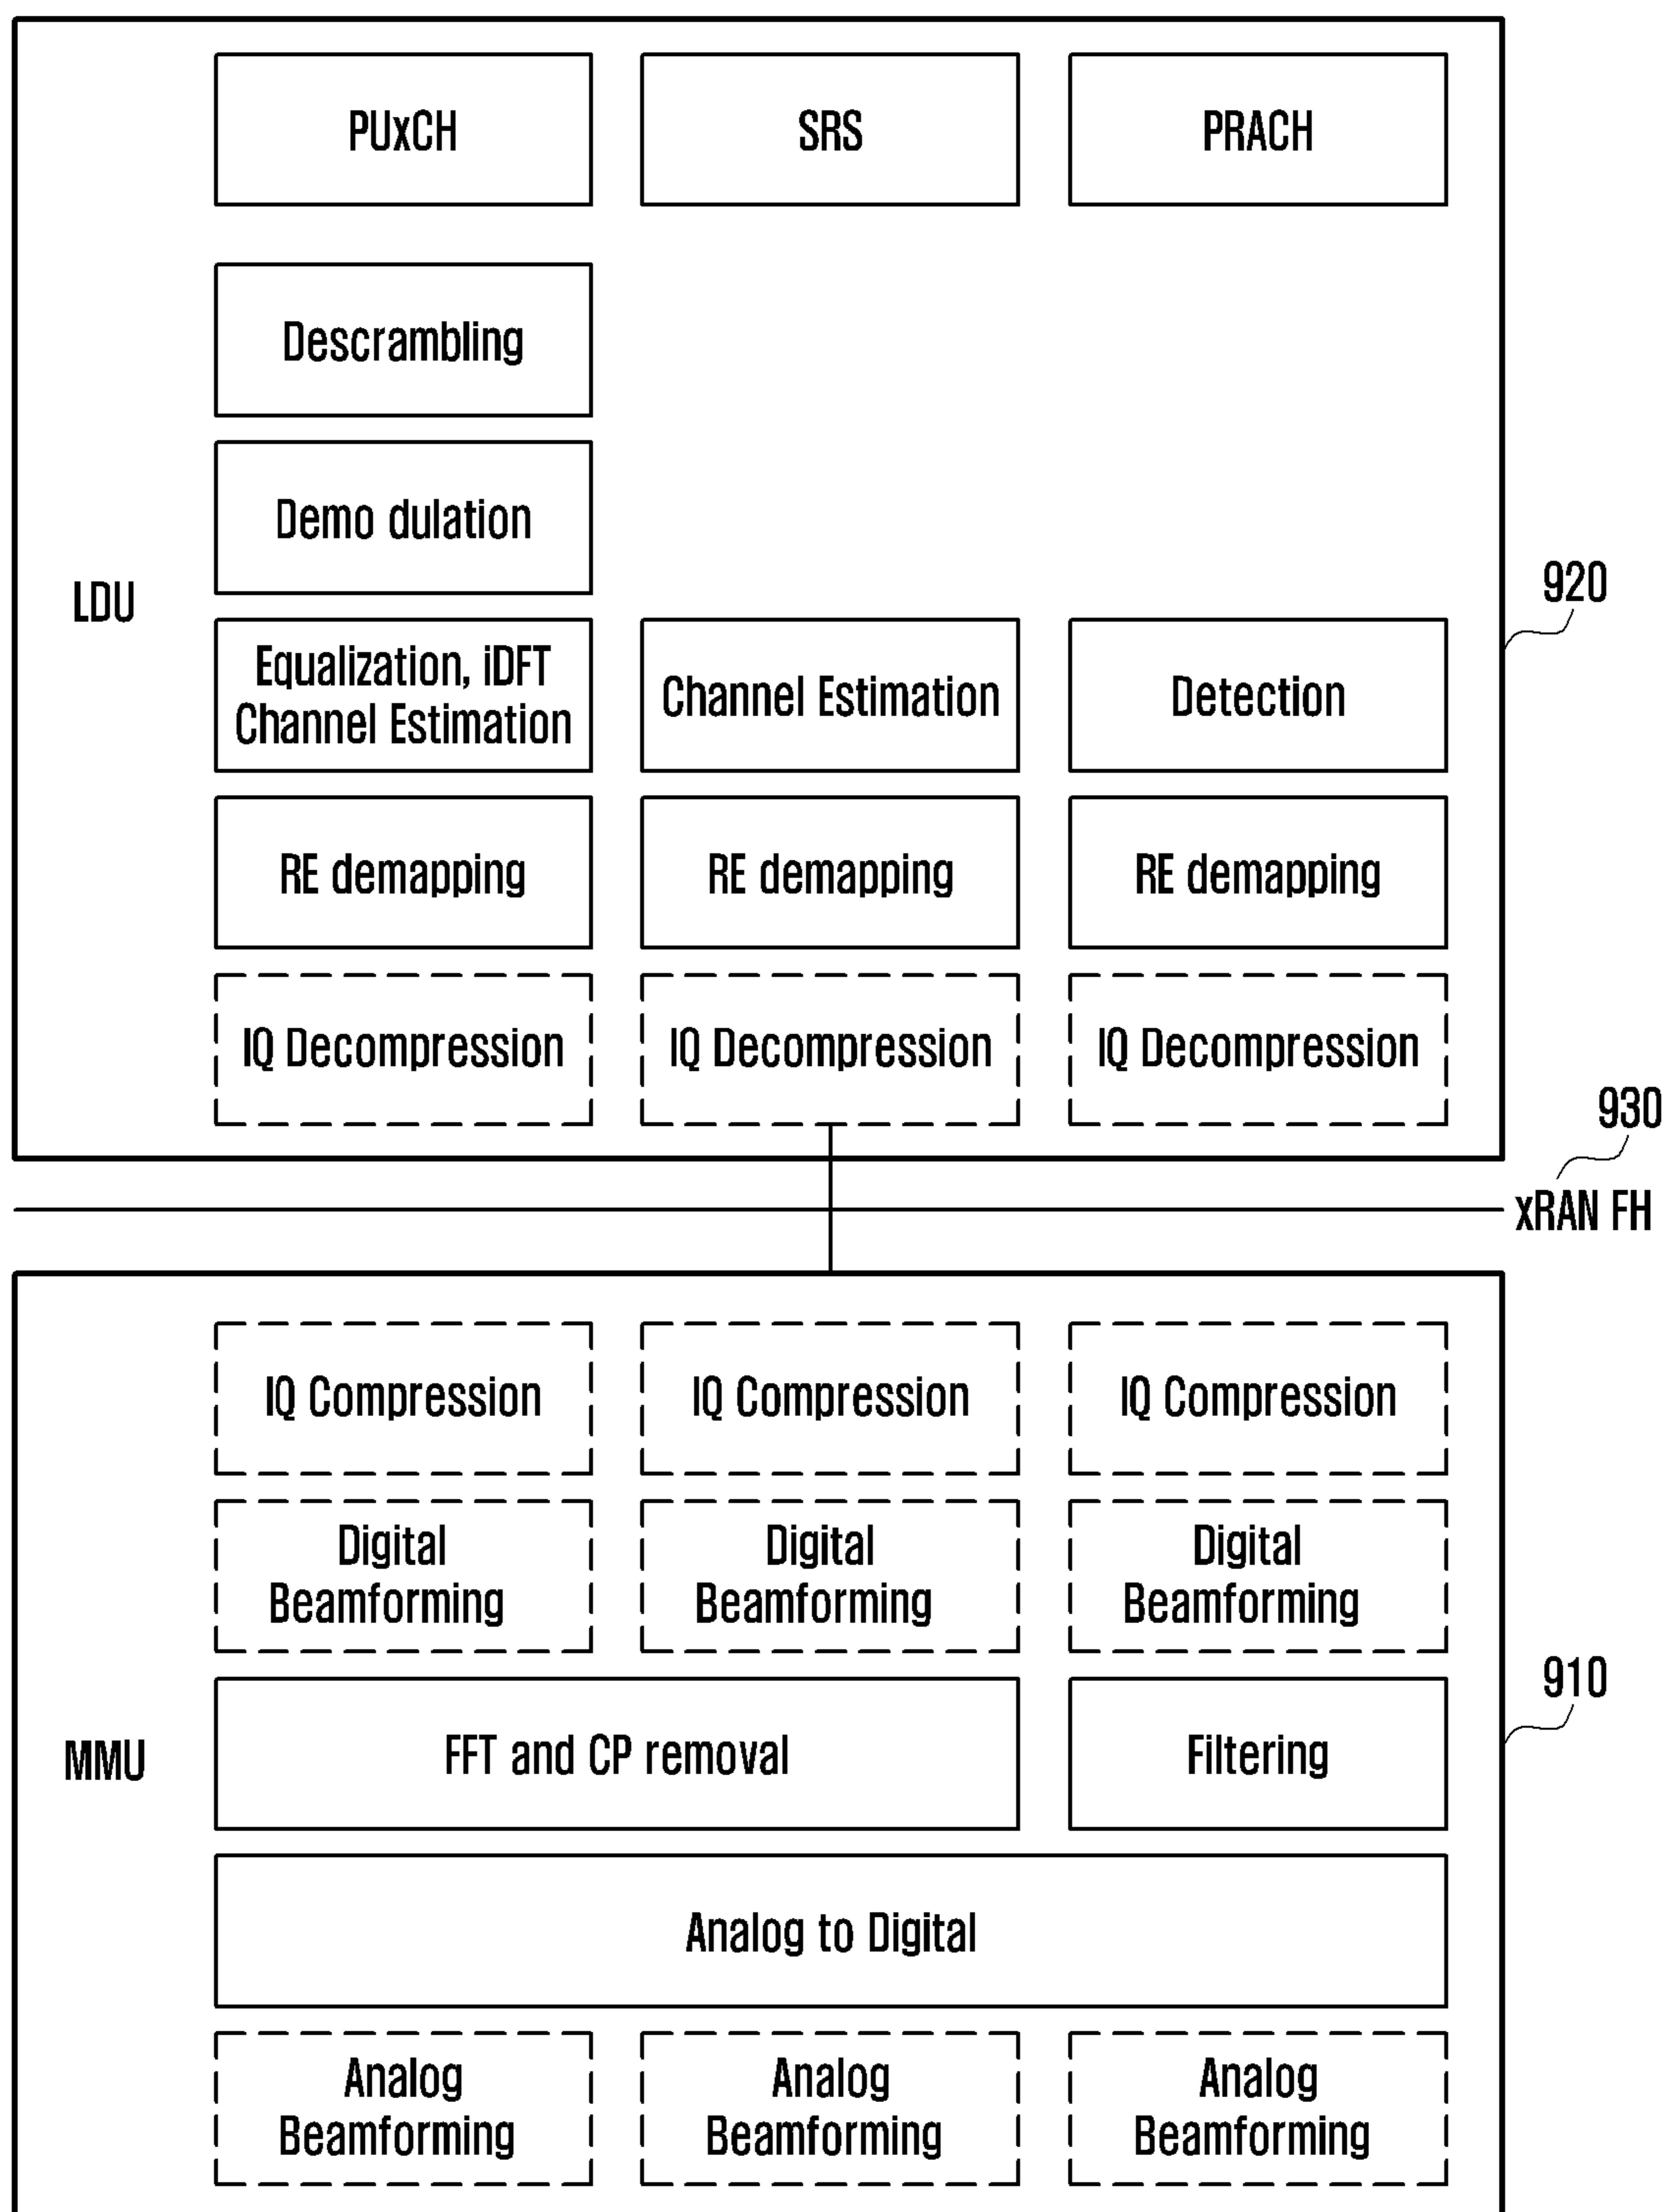 PUxCH
SRS
PRACH
Descrambling
Demo dulation
LDU
920
Equalization, iDFT
Channel Estimation
Channel Estimation
Detection
RE demapping
RE demapping
RE demapping
IQ Decompression
IQ Decompression
IQ Decompression
930
xRAN FH
IQ Compression
IQ Compression
IQ Compression
Digital
Beamforming
Digital
Beamforming
Digital
Beamforming
910
MMU
FFT and CP removal
Filtering
Analog to Digital
Analog
Beamforming
Analog
Beamforming
Analog
Beamforming